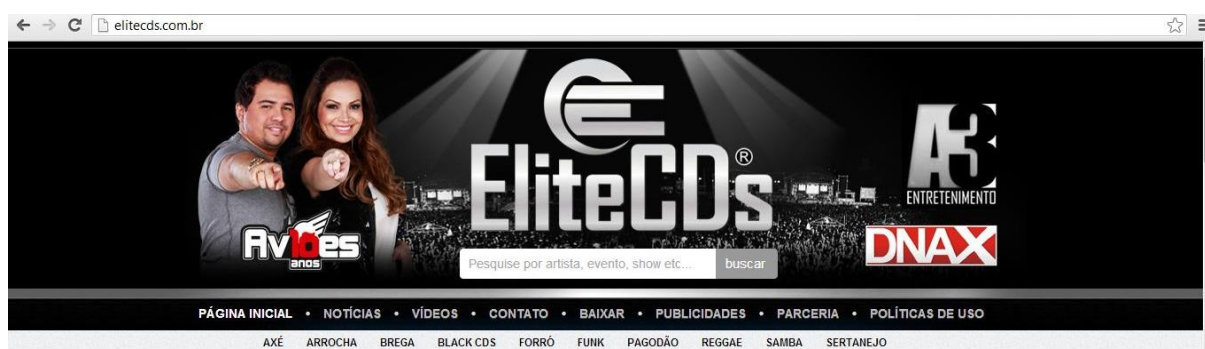 elitecds.com.br
EliteCDs®
A3
ENTRETENIMENTO
Aviões
10 anos
DNAX
Pesquise por artista, evento, show etc... buscar
PÁGINA INICIAL • NOTÍCIAS • VÍDEOS • CONTATO • BAIXAR • PUBLICIDADES • PARCERIA • POLÍTICAS DE USO
AXÉ ARROCHA BREGA BLACK CDS FORRÓ FUNK PAGODÃO REGGAE SAMBA SERTANEJO